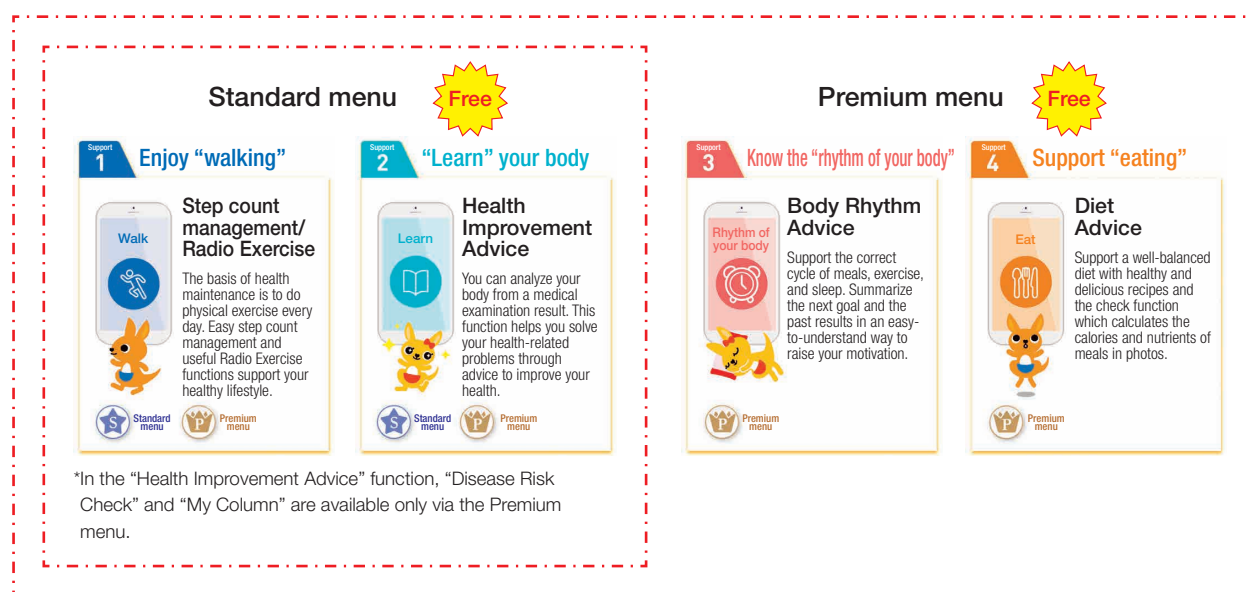 Standard menu
Free
Premium menu
Free
Support
1
Enjoy “walking”
Walk
Step count
management/
Radio Exercise
The basis of health
maintenance is to do
physical exercise every
day. Easy step count
management and
useful Radio Exercise
functions support your
healthy lifestyle.
S
Standard
menu
P
Premium
menu
Support
2
“Learn” your body
Learn
Health
Improvement
Advice
You can analyze your
body from a medical
examination result. This
function helps you solve
your health-related
problems through
advice to improve your
health.
S
Standard
menu
P
Premium
menu
*In the “Health Improvement Advice” function, “Disease Risk
Check” and “My Column” are available only via the Premium
menu.
Support
3
Know the “rhythm of your body”
Rhythm of
your body
Body Rhythm
Advice
Support the correct
cycle of meals, exercise,
and sleep. Summarize
the next goal and the
past results in an easy-
to-understand way to
raise your motivation.
P
Premium
menu
Support
4
Support “eating”
Eat
Diet
Advice
Support a well-balanced
diet with healthy and
delicious recipes and
the check function
which calculates the
calories and nutrients of
meals in photos.
P
Premium
menu